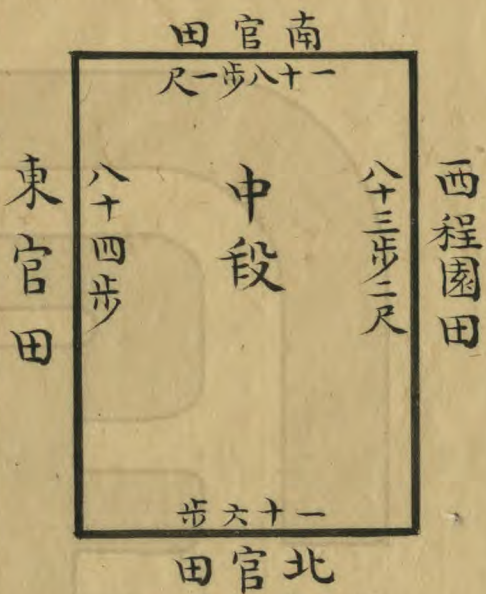 南官田
一十八步一尺
西程園田
八十三步二尺
中段
八十四步
東官田
一十六步
北官田